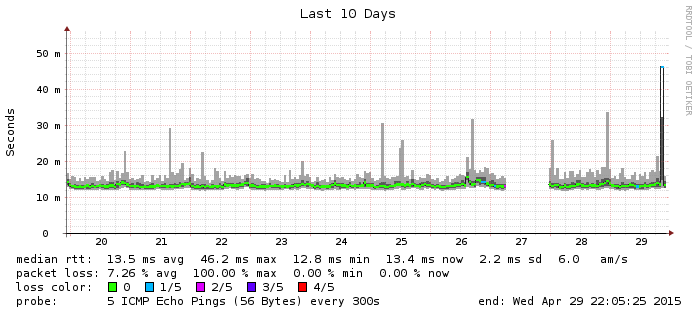 Last 10 Days
RRDTOOL / TOBI OETIKER
Seconds
50 m
40 m
30 m
20 m
10 m
0
20 21 22 23 24 25 26 27 28 29
median rtt: 13.5 ms avg 46.2 ms max 12.8 ms min 13.4 ms now 2.2 ms sd 6.0 am/s
packet loss: 7.26 % avg 100.00 % max 0.00 % min 0.00 % now
loss color: 0 1/5 2/5 3/5 4/5
probe: 5 ICMP Echo Pings (56 Bytes) every 300s end: Wed Apr 29 22:05:25 2015